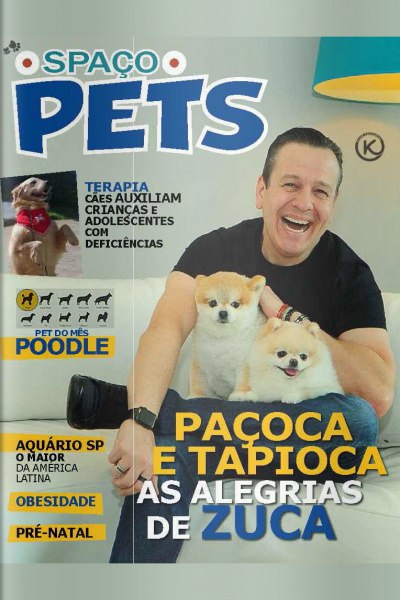 SPAÇO
PETS
K
TERAPIA
CÃES AUXILIAM
CRIANÇAS E
ADOLESCENTES
COM
DEFICIÊNCIAS
PET DO MÊS
POODLE
AQUÁRIO SP
O MAIOR
DA AMÉRICA
LATINA
OBESIDADE
PRÉ-NATAL
PAÇOCA
E TAPIOCA
AS ALEGRIAS
DE ZUCA